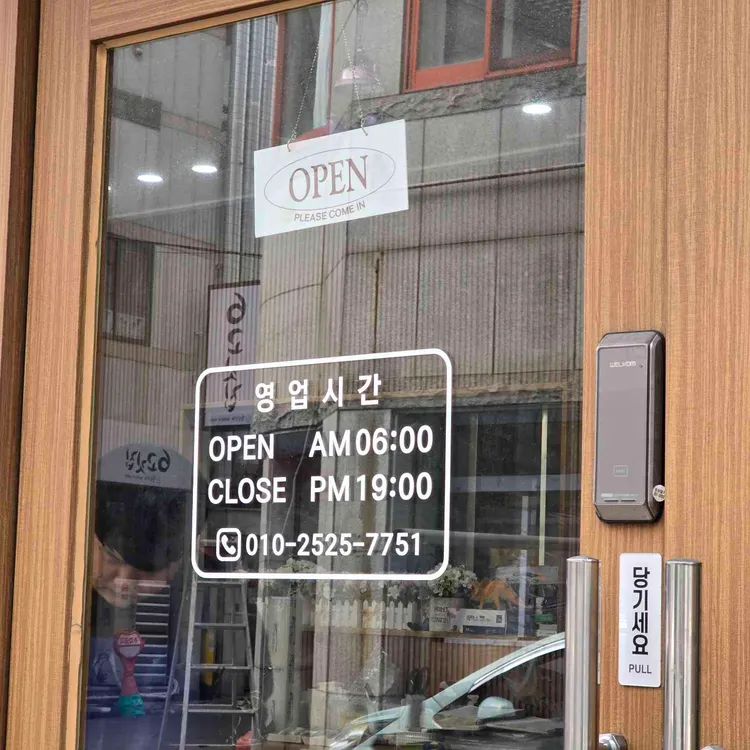 OPEN
PLEASE COME IN
영업시간
OPEN AM06:00
CLOSE PM19:00
010-2525-7751
WELKOM
당기세요
PULL